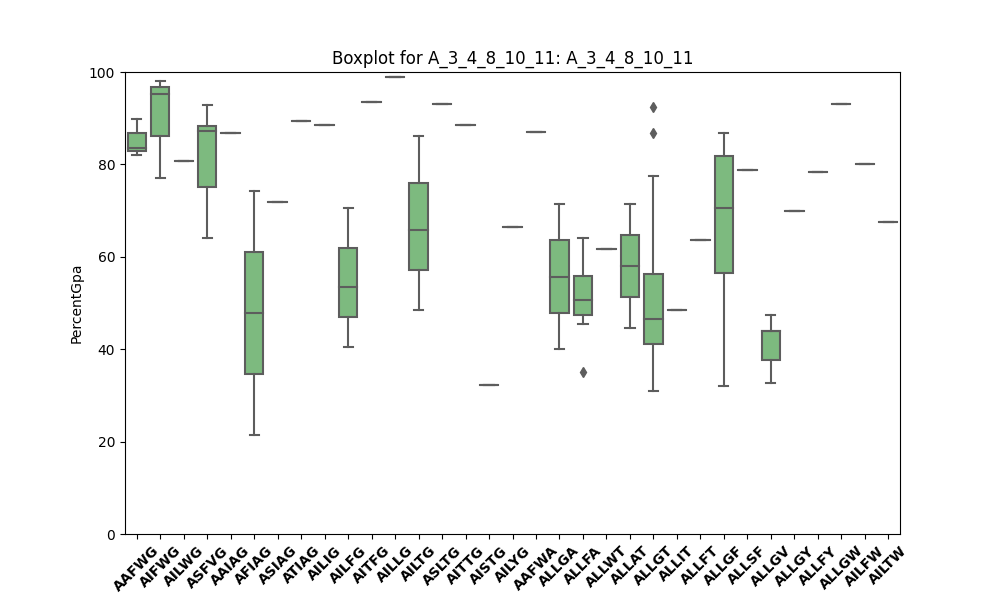 Boxplot for A_3_4_8_10_11: A_3_4_8_10_11
PercentGpa
100
80
60
40
20
0
AAFWG
AIFWG
AILWG
ASFVG
AAIAG
AFIAG
ASIAG
ATIAG
AILIG
AILFG
AITFG
AILLG
AILTG
ASLTG
AITTG
AISTG
AILYG
AAFWA
ALLGA
ALLFA
ALLWT
ALLAT
ALLGT
ALLIT
ALLFT
ALLGF
ALLSF
ALLGV
ALLGY
ALLFY
ALLGW
AILFW
AILTW